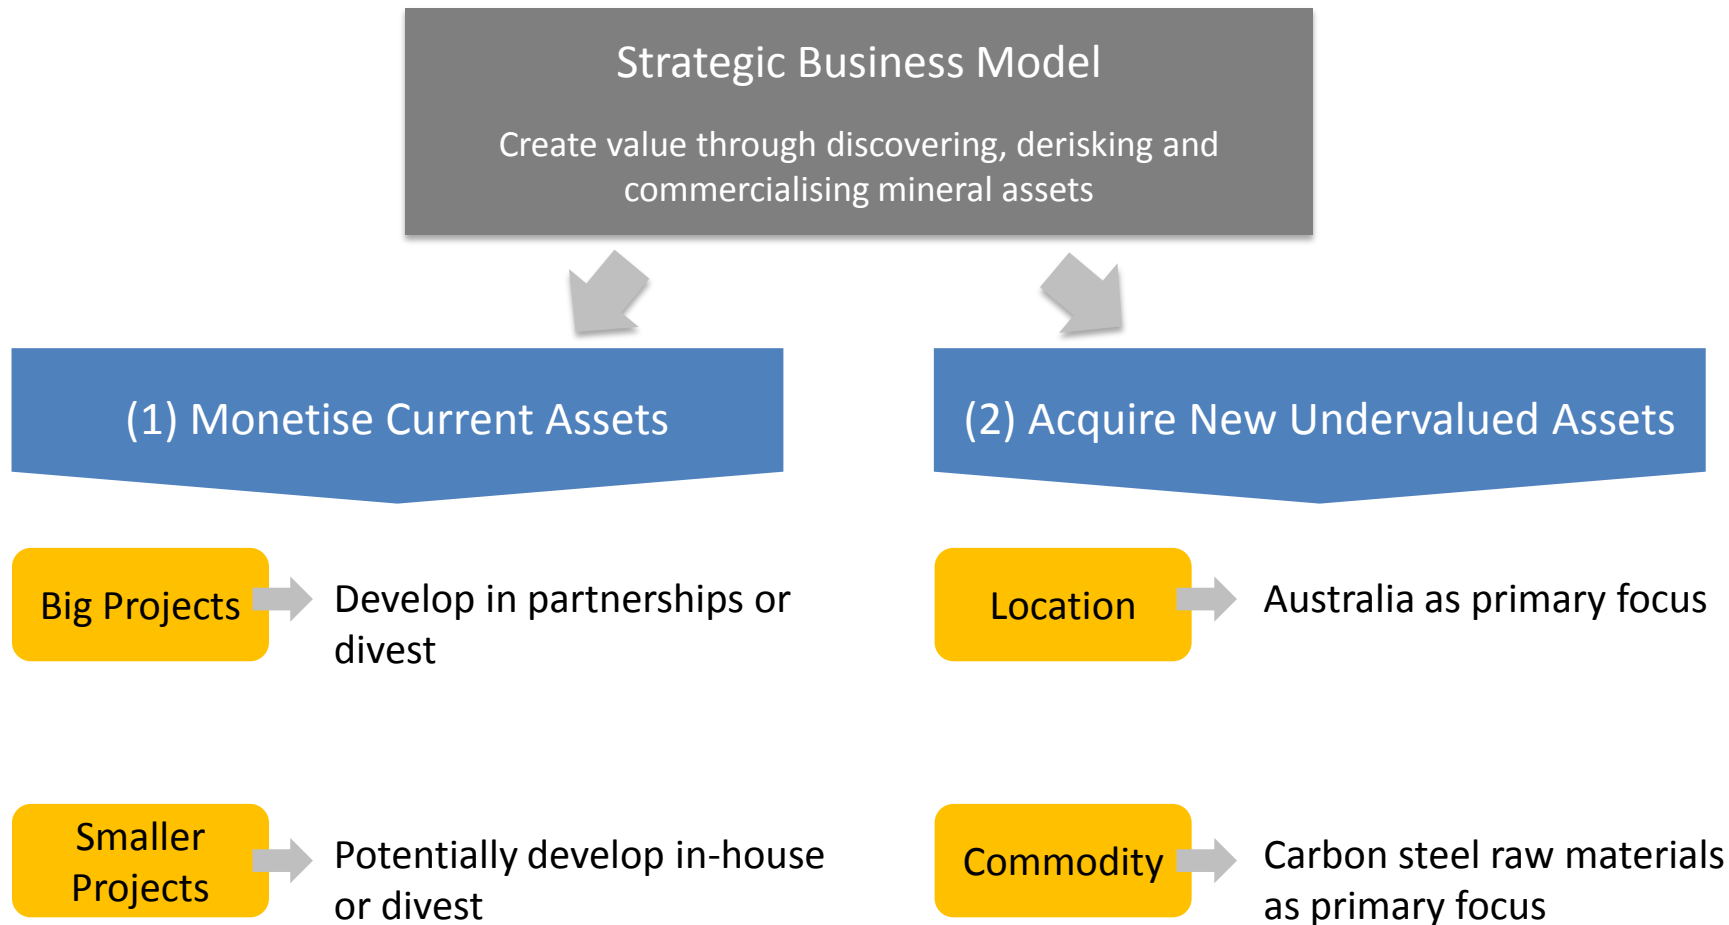 Strategic Business Model
Create value through discovering, derisking and
commercialising mineral assets
(1) Monetise Current Assets
(2) Acquire New Undervalued Assets
Big Projects
Develop in partnerships or
divest
Location
Australia as primary focus
Smaller
Projects
Potentially develop in-house
or divest
Commodity
Carbon steel raw materials
as primary focus